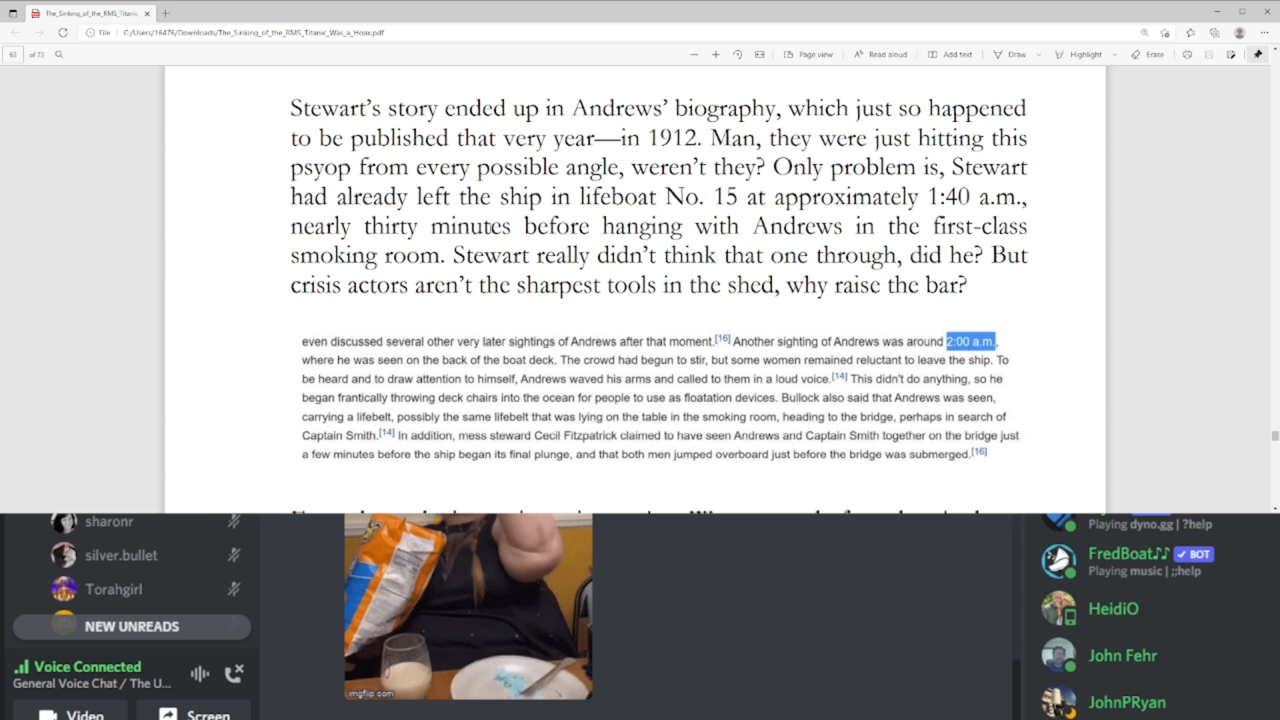 The_Sinking_of_the_RMS_Titanic_W
File C:/Users/16476/Downloads/The_Sinking_of_the_RMS_Titanic_Was_a_Hoax.pdf
63 of 73 Page view Read aloud Add text Draw Highlight Erase
Stewart's story ended up in Andrews' biography, which just so happened
to be published that very year—in 1912. Man, they were just hitting this
psyop from every possible angle, weren't they? Only problem is, Stewart
had already left the ship in lifeboat No. 15 at approximately 1:40 a.m.,
nearly thirty minutes before hanging with Andrews in the first-class
smoking room. Stewart really didn't think that one through, did he? But
crisis actors aren't the sharpest tools in the shed, why raise the bar?
even discussed several other very later sightings of Andrews after that moment.[16] Another sighting of Andrews was around 2:00 a.m.,
where he was seen on the back of the boat deck. The crowd had begun to stir, but some women remained reluctant to leave the ship. To
be heard and to draw attention to himself, Andrews waved his arms and called to them in a loud voice.[14] This didn't do anything, so he
began frantically throwing deck chairs into the ocean for people to use as floatation devices. Bullock also said that Andrews was seen,
carrying a lifebelt, possibly the same lifebelt that was lying on the table in the smoking room, heading to the bridge, perhaps in search of
Captain Smith.[14] In addition, mess steward Cecil Fitzpatrick claimed to have seen Andrews and Captain Smith together on the bridge just
a few minutes before the ship began its final plunge, and that both men jumped overboard just before the bridge was submerged.[16]
sharonr
silver.bullet
Torahgirl
NEW UNREADS
Voice Connected
General Voice Chat / The U...
Video Screen
imgflip.com
Playing dyno.gg | ?help
FredBoat♪♪ ✓ BOT
Playing music | ;;help
HeidiO
John Fehr
JohnPRyan